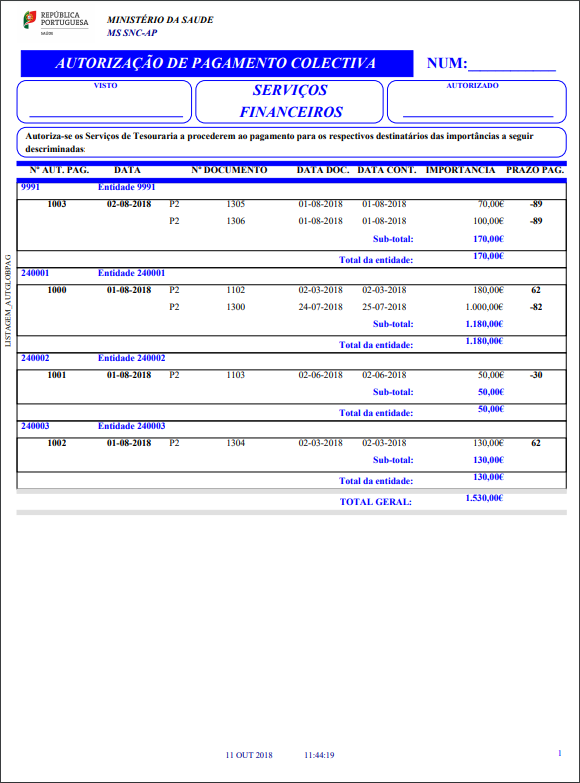 REPÚBLICA
PORTUGUESA
SAÚDE
MINISTÉRIO DA SAUDE
MS SNC-AP
AUTORIZAÇÃO DE PAGAMENTO COLECTIVA NUM:___________
VISTO
SERVIÇOS
FINANCEIROS
AUTORIZADO
Autoriza-se os Serviços de Tesouraria a procederem ao pagamento para os respectivos destinatários das importâncias a seguir
descriminadas:
Nº AUT. PAG. DATA Nº DOCUMENTO DATA DOC. DATA CONT. IMPORTANCIA PRAZO PAG.
9991 Entidade 9991
1003 02-08-2018 P2 1305 01-08-2018 01-08-2018 70,00€ -89
P2 1306 01-08-2018 01-08-2018 100,00€ -89
Sub-total: 170,00€
Total da entidade: 170,00€
240001 Entidade 240001
1000 01-08-2018 P2 1102 02-03-2018 02-03-2018 180,00€ 62
P2 1300 24-07-2018 25-07-2018 1.000,00€ -82
Sub-total: 1.180,00€
Total da entidade: 1.180,00€
240002 Entidade 240002
1001 01-08-2018 P2 1103 02-06-2018 02-06-2018 50,00€ -30
Sub-total: 50,00€
Total da entidade: 50,00€
240003 Entidade 240003
1002 01-08-2018 P2 1304 02-03-2018 02-03-2018 130,00€ 62
Sub-total: 130,00€
Total da entidade: 130,00€
TOTAL GERAL: 1.530,00€
LISTAGEM_AUTGLOBPAG
11 OUT 2018 11:44:19 1